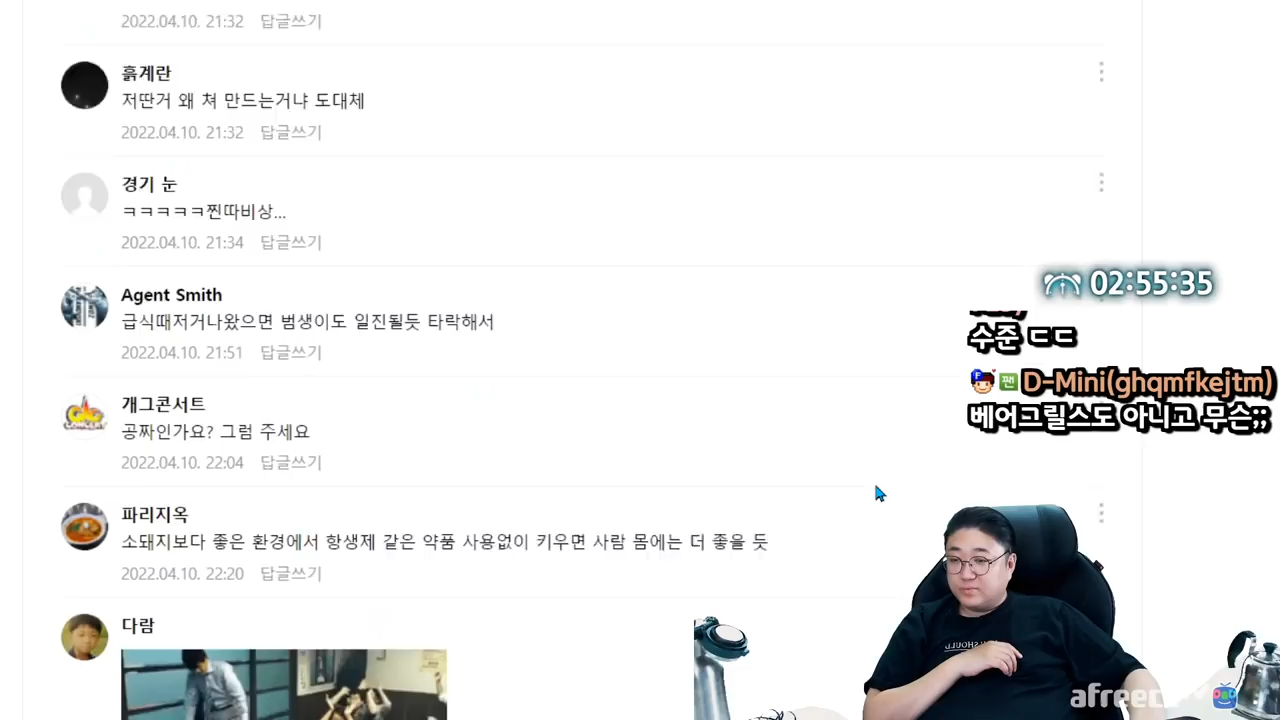 2022.04.10. 21:32 답글쓰기
흙계란
저딴거 왜 쳐 만드는거냐 도대체
2022.04.10. 21:32 답글쓰기
경기 눈
ㅋㅋㅋㅋㅋ찐따비상...
2022.04.10. 21:34 답글쓰기
Agent Smith
급식때저거나왔으면 범생이도 일진될듯 타락해서
2022.04.10. 21:51 답글쓰기
개그콘서트
공짜인가요? 그럼 주세요
2022.04.10. 22:04 답글쓰기
파리지옥
소돼지보다 좋은 환경에서 항생제 같은 약품 사용없이 키우면 사람 몸에는 더 좋을 듯
2022.04.10. 22:20 답글쓰기
다람
02:55:35
수준 ㄷㄷ
F 팬 D-Mini(ghqmfkejtm)
베어그릴스도 아니고 무슨;;